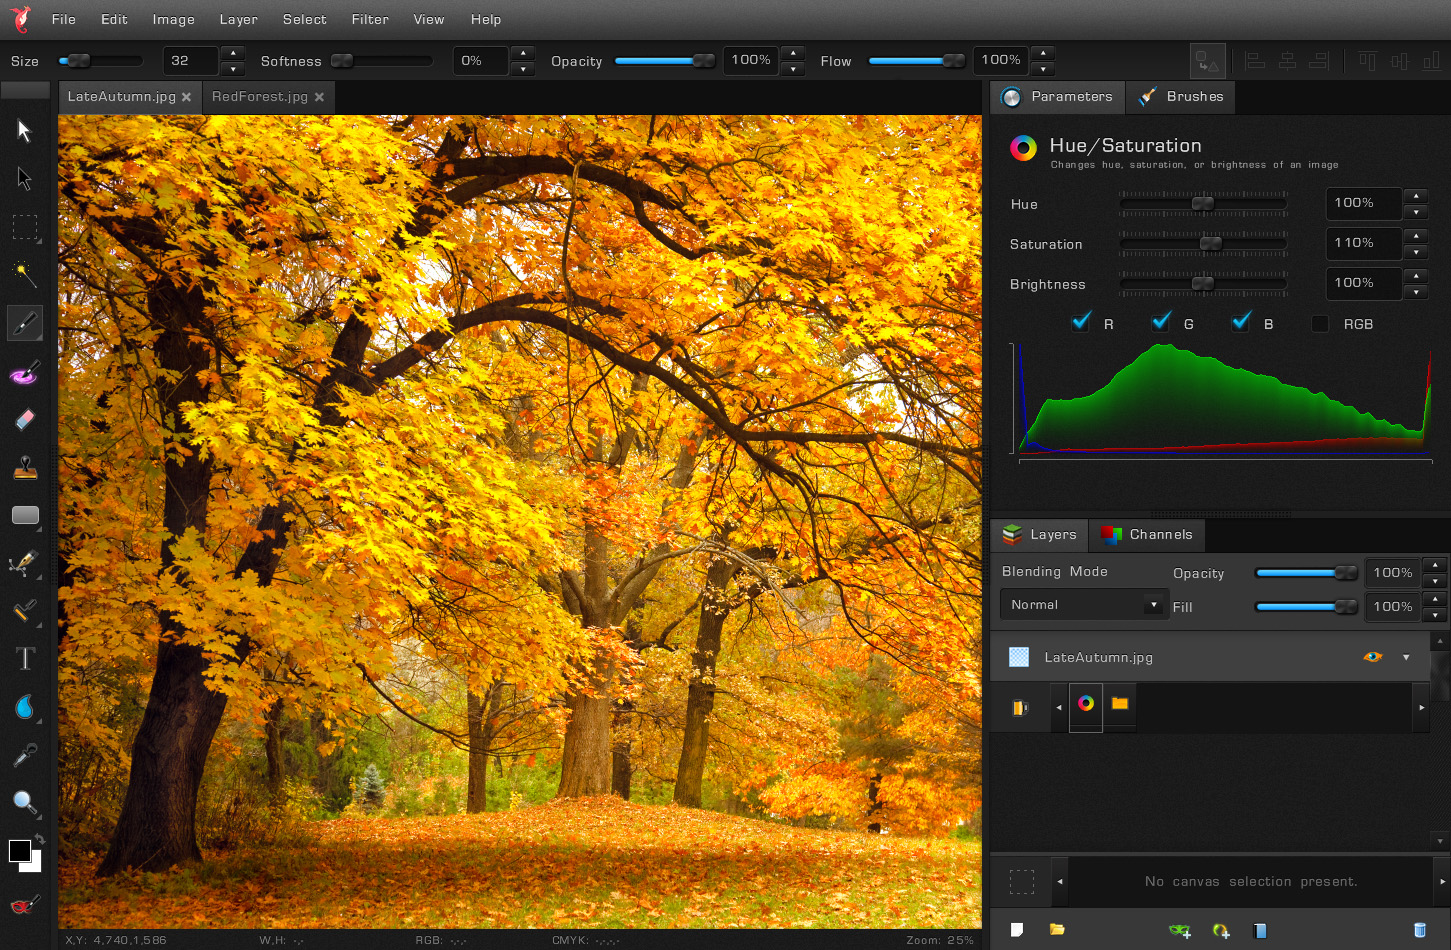 File Edit Image Layer Select Filter View Help
Size 32 Softness 0% Opacity 100% Flow 100%
LateAutumn.jpg RedForest.jpg Parameters Brushes
Hue/Saturation
Changes hue, saturation, or brightness of an image
Hue 100%
Saturation 110%
Brightness 100%
R G B RGB
Layers Channels
Blending Mode Opacity 100%
Normal Fill 100%
LateAutumn.jpg
No canvas selection present.
X,Y: 4,740,1,586 W,H: -,- RGB: -,-,- CMYK: -,-,-,- Zoom: 25%